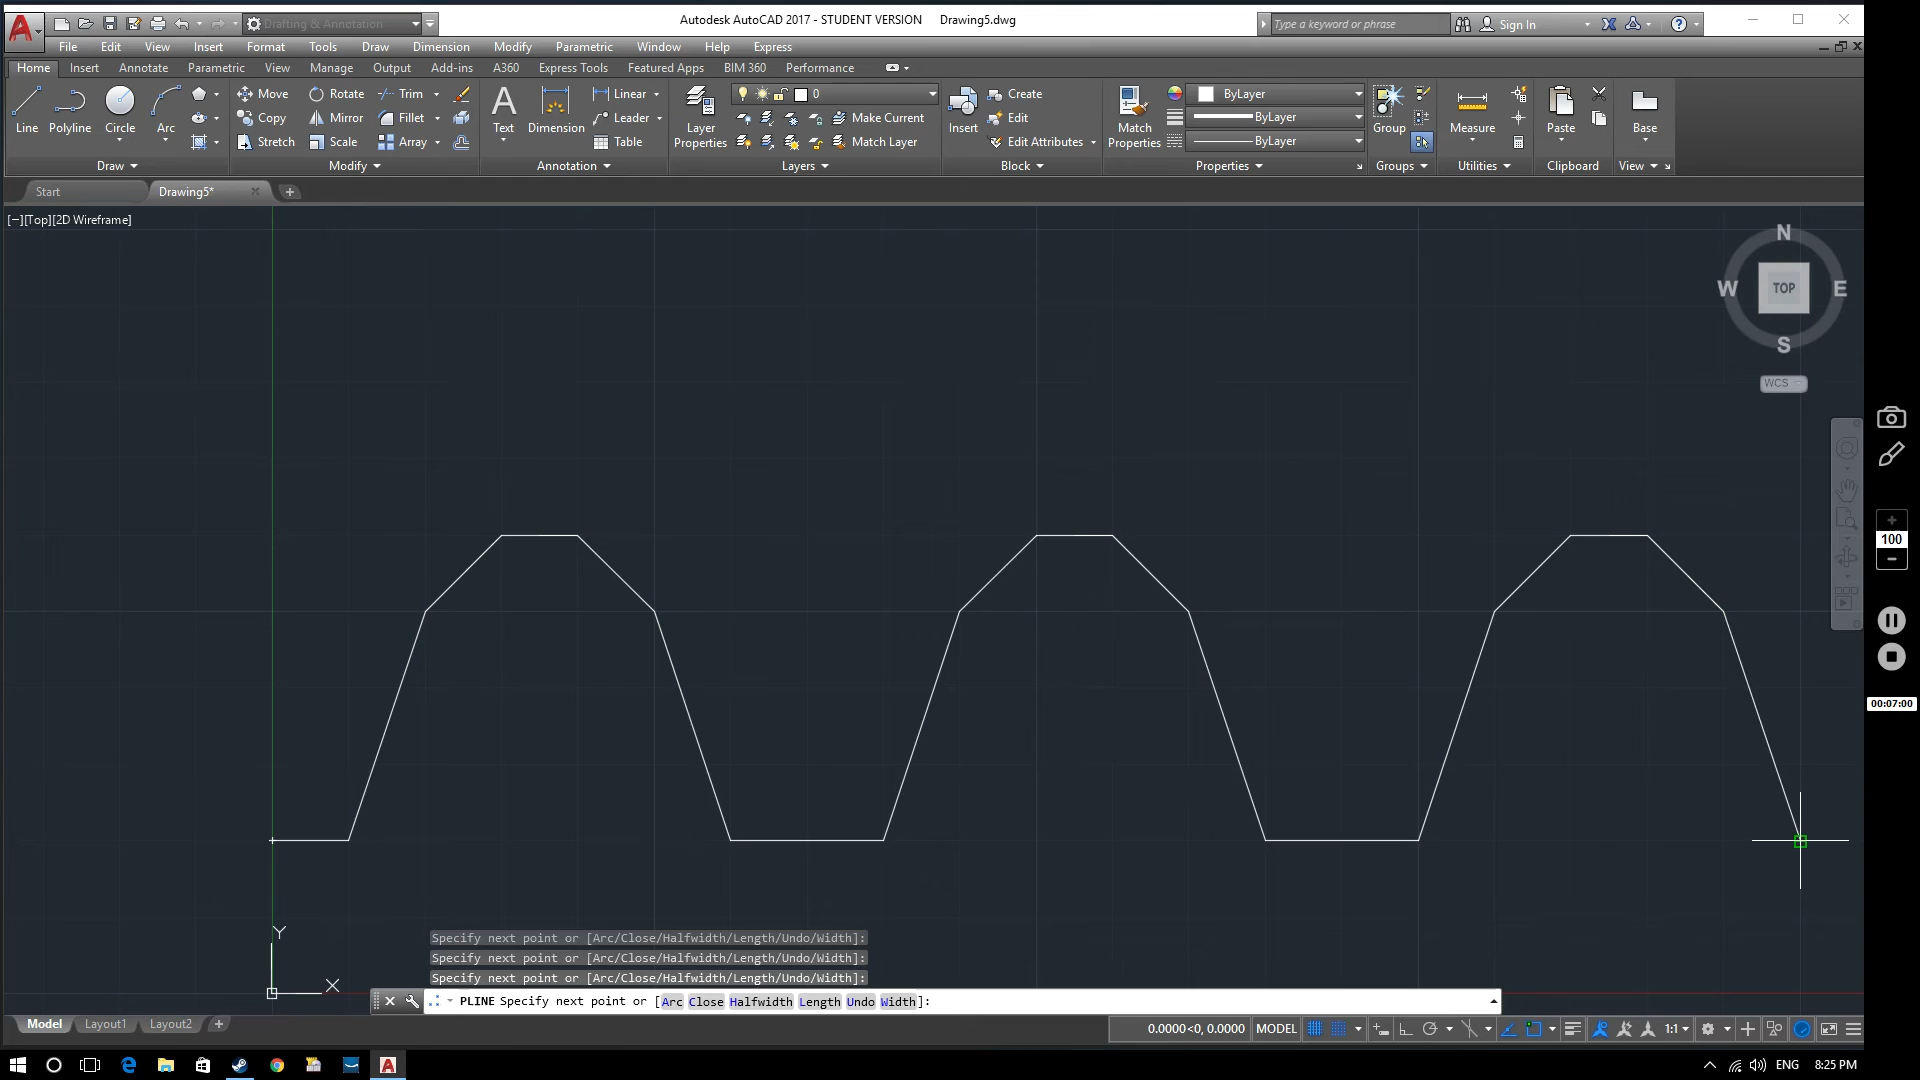 Drafting & Annotation
Autodesk AutoCAD 2017 - STUDENT VERSION Drawing5.dwg
Type a keyword or phrase
Sign In
File Edit View Insert Format Tools Draw Dimension Modify Parametric Window Help Express
Home Insert Annotate Parametric View Manage Output Add-ins A360 Express Tools Featured Apps BIM 360 Performance
Line Polyline Circle Arc
Draw
Move Rotate Trim
Copy Mirror Fillet
Stretch Scale Array
Modify
Text Dimension
Linear
Leader
Table
Annotation
Layer
Properties
0
Make Current
Match Layer
Layers
Insert
Create
Edit
Edit Attributes
Block
Match
Properties
ByLayer
ByLayer
ByLayer
Properties
Group
Groups
Measure
Utilities
Paste
Clipboard
Base
View
Start Drawing5*
[−][Top][2D Wireframe]
N
W TOP E
S
WCS
100
00:07:00
Y
X
Specify next point or [Arc/Close/Halfwidth/Length/Undo/Width]:
Specify next point or [Arc/Close/Halfwidth/Length/Undo/Width]:
Specify next point or [Arc/Close/Halfwidth/Length/Undo/Width]:
PLINE Specify next point or [Arc Close Halfwidth Length Undo Width]:
Model Layout1 Layout2
0.0000<0, 0.0000 MODEL 1:1
ENG 8:25 PM